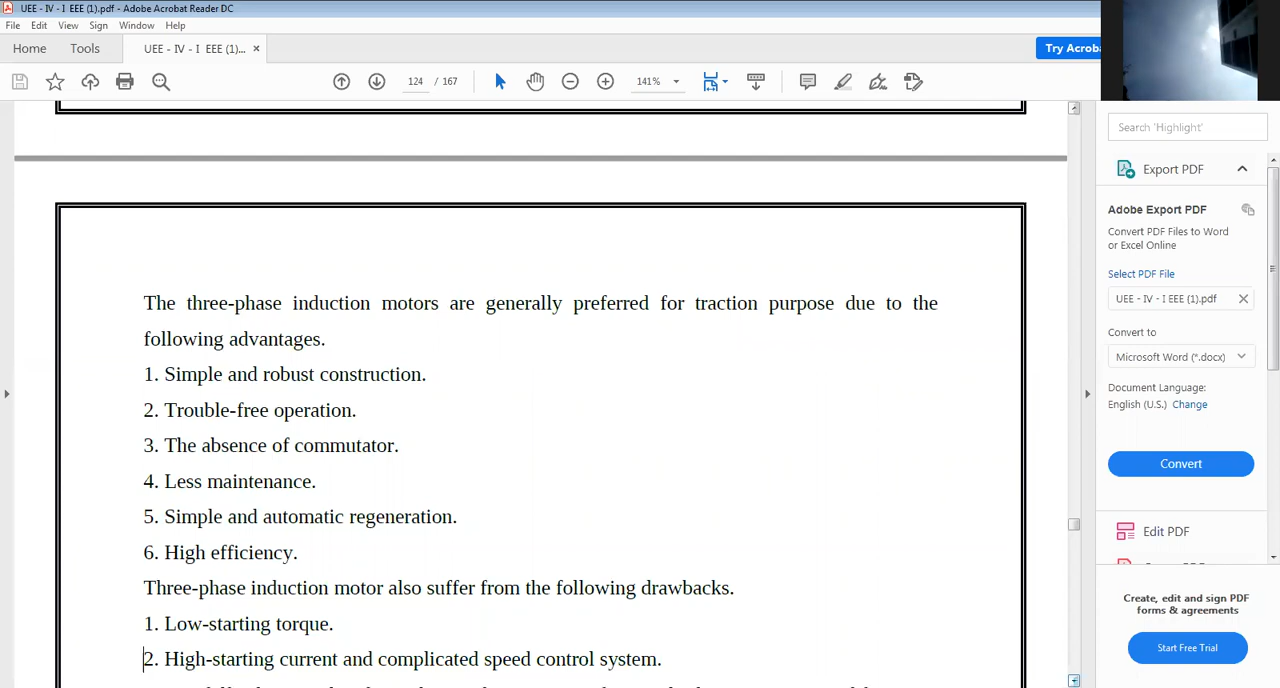 UEE - IV - I EEE (1).pdf - Adobe Acrobat Reader DC
File Edit View Sign Window Help
Home Tools UEE - IV - I EEE (1)... × Try Acroba
124 / 167 141%
Search 'Highlight'
Export PDF
Adobe Export PDF
Convert PDF Files to Word
or Excel Online
Select PDF File
UEE - IV - I EEE (1).pdf
Convert to
Microsoft Word (*.docx)
Document Language:
English (U.S.) Change
Convert
Edit PDF
Create, edit and sign PDF
forms & agreements
Start Free Trial
The three-phase induction motors are generally preferred for traction purpose due to the
following advantages.
1. Simple and robust construction.
2. Trouble-free operation.
3. The absence of commutator.
4. Less maintenance.
5. Simple and automatic regeneration.
6. High efficiency.
Three-phase induction motor also suffer from the following drawbacks.
1. Low-starting torque.
2. High-starting current and complicated speed control system.